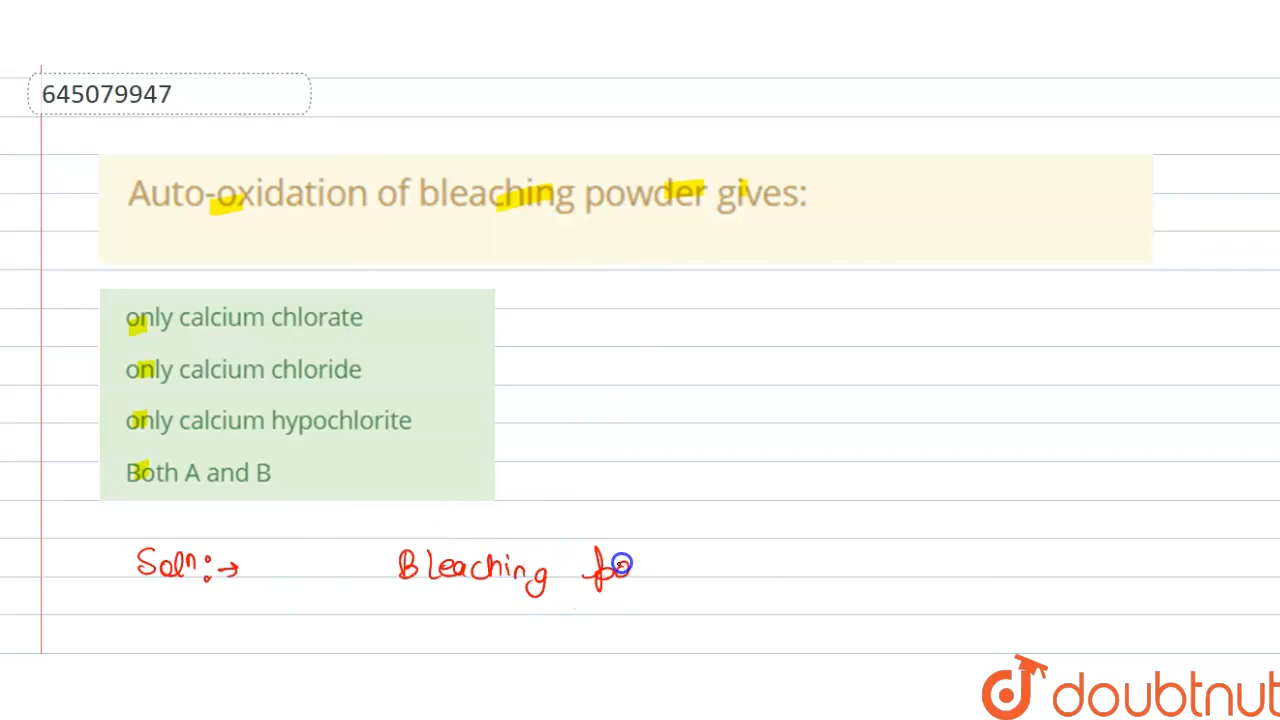 645079947
Auto-oxidation of bleaching powder gives:
only calcium chlorate
only calcium chloride
only calcium hypochlorite
Both A and B
Soln:→ Bleaching po
doubtnut